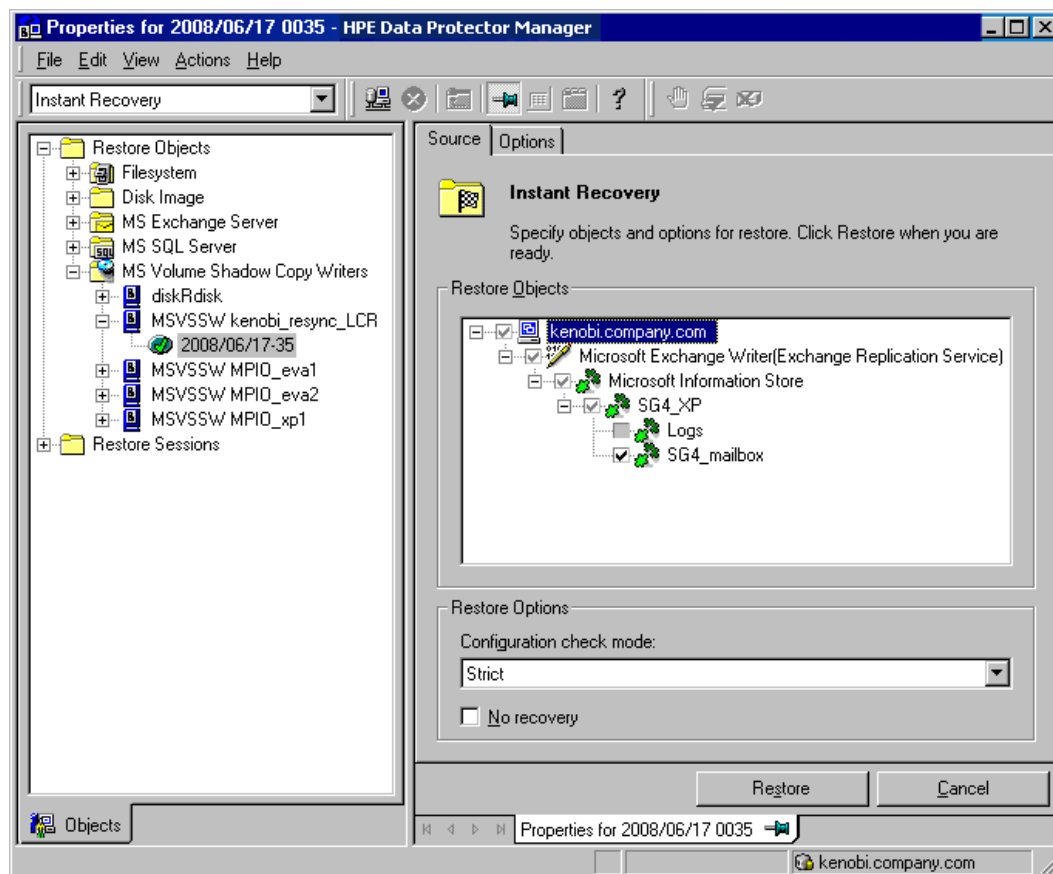 Properties for 2008/06/17 0035 - HPE Data Protector Manager
File Edit View Actions Help
Instant Recovery
Restore Objects
Filesystem
Disk Image
MS Exchange Server
MS SQL Server
MS Volume Shadow Copy Writers
diskRdisk
MSVSSW kenobi_resync_LCR
2008/06/17-35
MSVSSW MPIO_eva1
MSVSSW MPIO_eva2
MSVSSW MPIO_xp1
Restore Sessions
Objects
Source Options
Instant Recovery
Specify objects and options for restore. Click Restore when you are
ready.
Restore Objects
kenobi.company.com
Microsoft Exchange Writer(Exchange Replication Service)
Microsoft Information Store
SG4_XP
Logs
SG4_mailbox
Restore Options
Configuration check mode:
Strict
No recovery
Restore Cancel
Properties for 2008/06/17 0035
kenobi.company.com